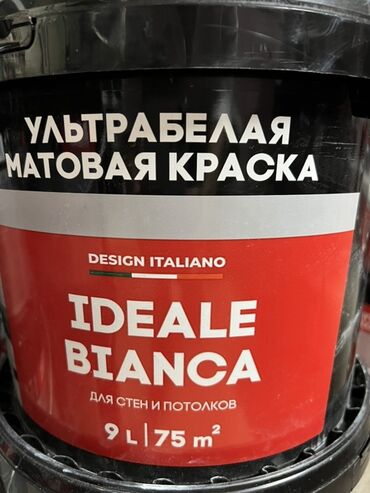 УЛЬТРАБЕЛАЯ
МАТОВАЯ КРАСКА
DESIGN ITALIANO
IDEALE
BIANCA
ДЛЯ СТЕН И ПОТОЛКОВ
9 L | 75 m²